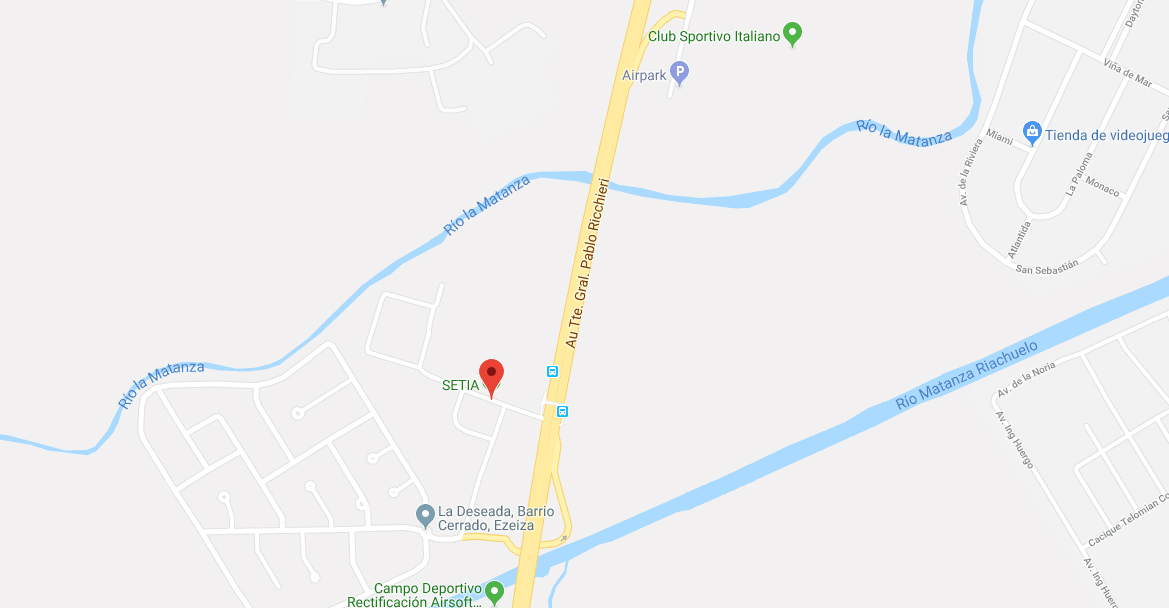 Club Sportivo Italiano
Airpark
P
Dayton
Viña de Mar
Río la Matanza
Tienda de videojueg
Miami
Av. de la Riviera
La Paloma
Monaco
Río la Matanza
Au Tte. Gral. Pablo Ricchieri
Atlantida
San Sebastián
Río la Matanza
SETIA
Río Matanza Riachuelo
Av. de la Noria
Av. Ing Huergo
La Deseada, Barrio
Cerrado, Ezeiza
Cacique Telomian Co
Av. Ing Huergo
Campo Deportivo
Rectificación Airsoft...